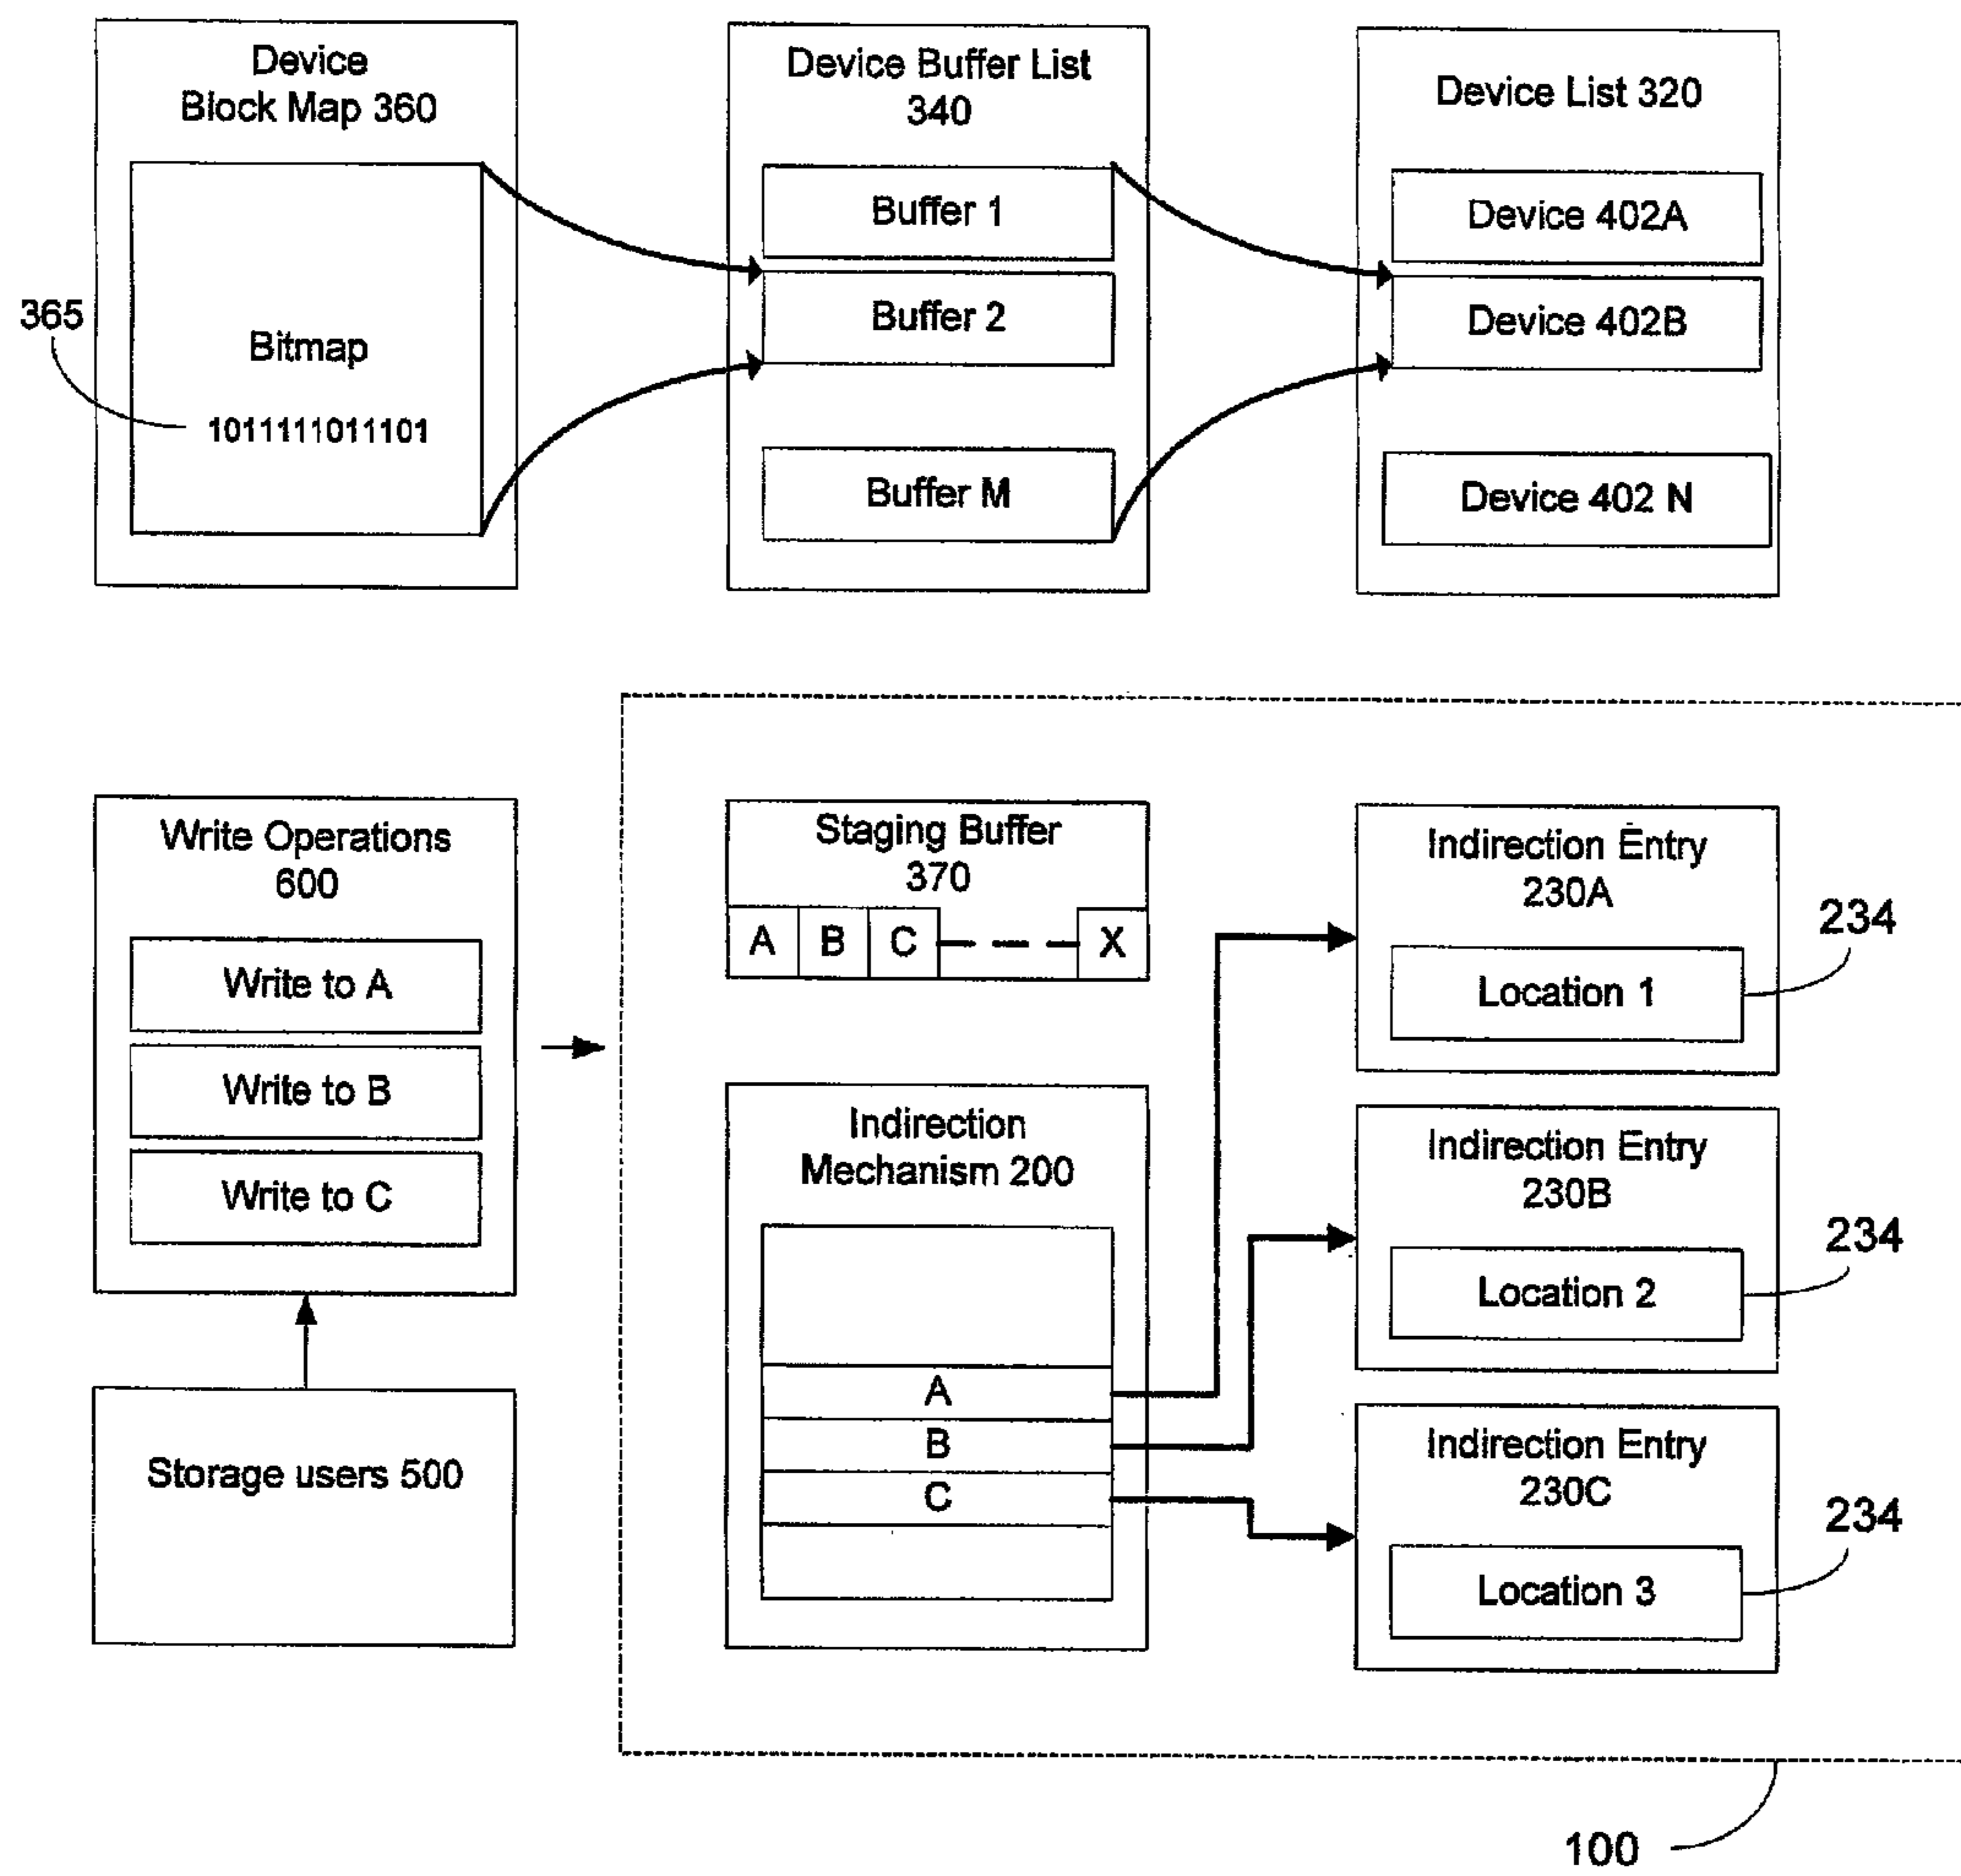 Device
Block Map 360
Bitmap
365
1011111011101
Device Buffer List
340
Buffer 1
Buffer 2
Buffer M
Device List 320
Device 402A
Device 402B
Device 402 N
Write Operations
600
Write to A
Write to B
Write to C
Storage users 500
Staging Buffer
370
A B C X
Indirection
Mechanism 200
A
B
C
Indirection Entry
230A
Location 1
234
Indirection Entry
230B
Location 2
234
Indirection Entry
230C
Location 3
234
100